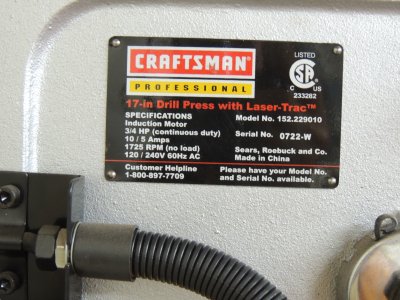 CRAFTSMAN
PROFESSIONAL
LISTED
SA
C US
233282
17-in Drill Press with Laser-Trac™
SPECIFICATIONS
Induction Motor
3/4 HP (continuous duty)
10 / 5 Amps
1725 RPM (no load)
120 / 240V 60Hz AC
Model No. 152.229010
Serial No. 0722-W
Sears, Roebuck and Co.
Made in China
Customer Helpline
1-800-897-7709
Please have your Model No.
and Serial No. available.